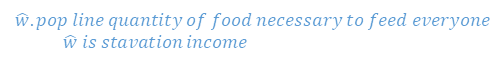 ŵ.pop line quantity of food necessary to feed everyone
ŵ is stavation income